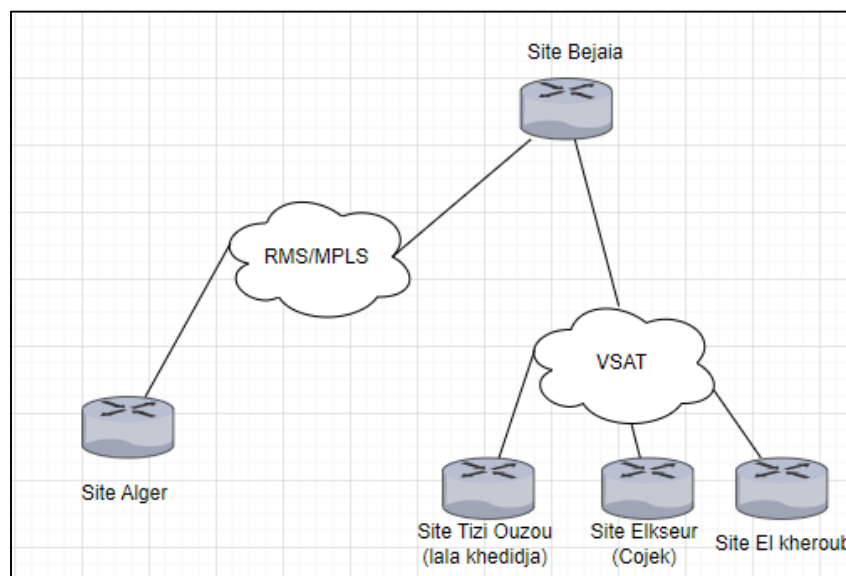 Site Bejaia
RMS/MPLS
VSAT
Site Alger
Site Tizi Ouzou
(lala khedidja)
Site Elkseur
(Cojek)
Site El kheroub